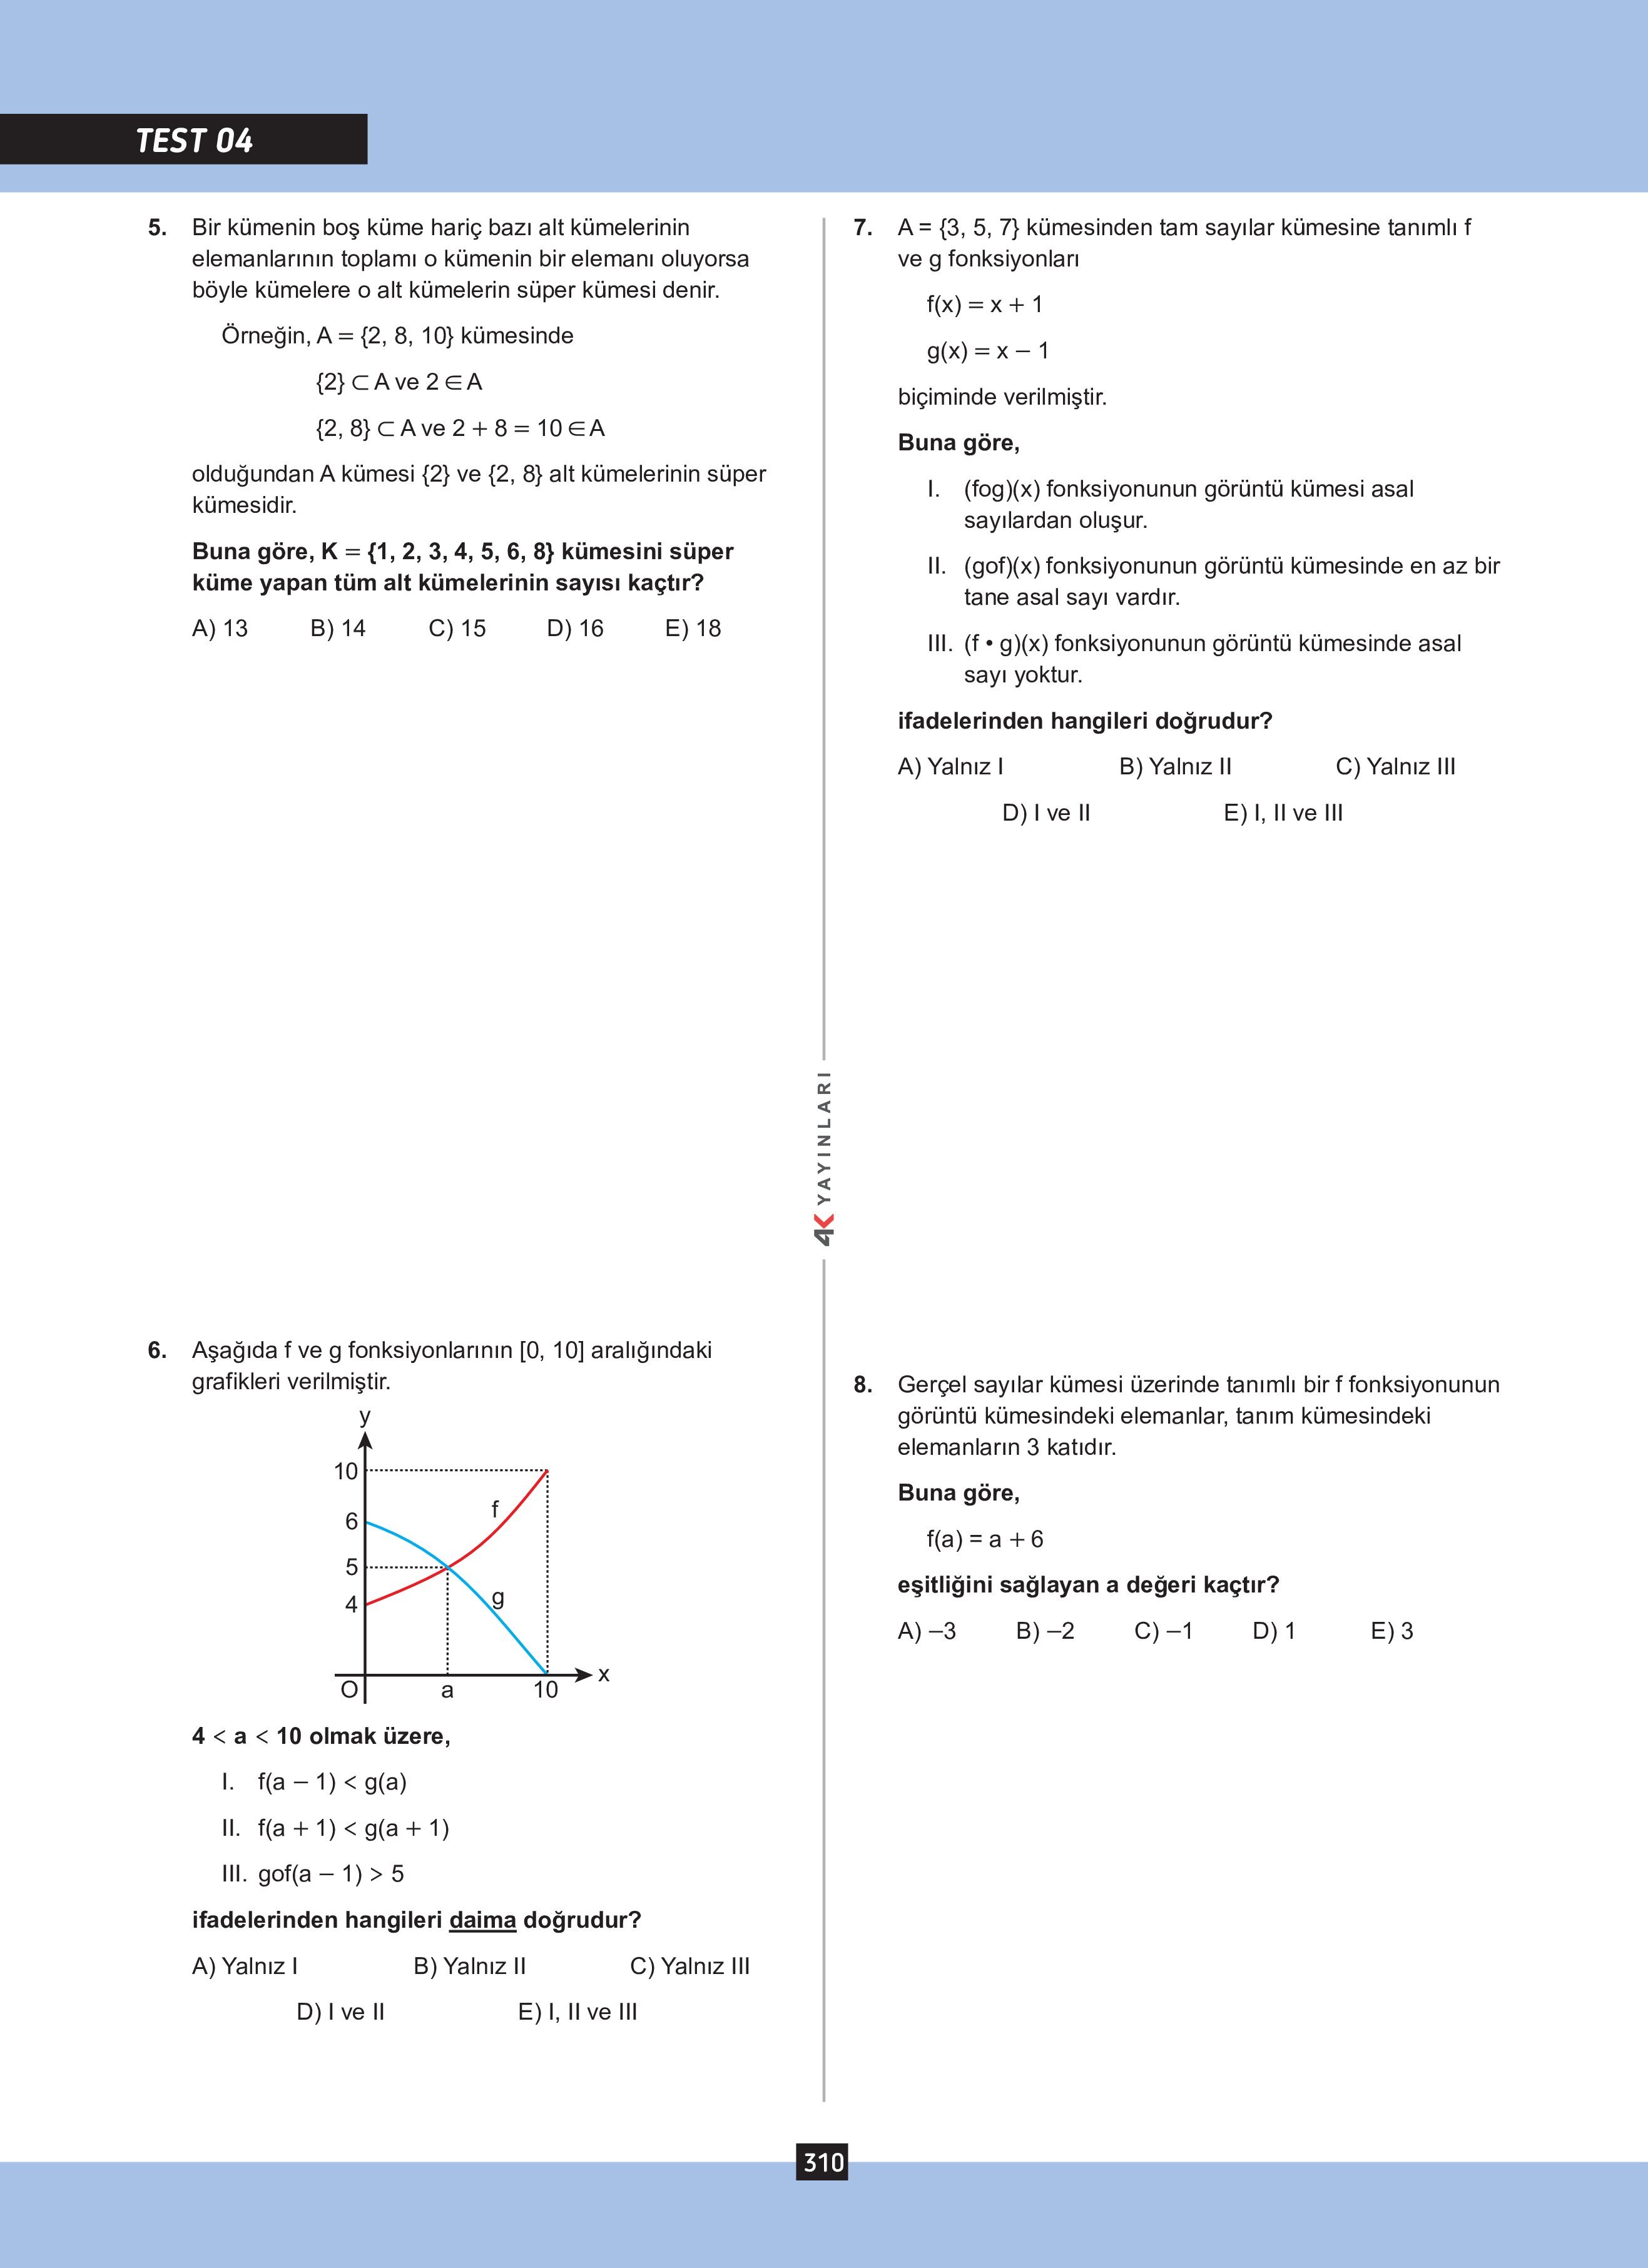 TEST 04
5. Bir kümenin boş küme hariç bazı alt kümelerinin
elemanlarının toplamı o kümenin bir elemanı oluyorsa
böyle kümelere o alt kümelerin süper kümesi denir.
Örneğin, A = {2, 8, 10} kümesinde
{2} ⊂ A ve 2 ∈ A
{2, 8} ⊂ A ve 2 + 8 = 10 ∈ A
olduğundan A kümesi {2} ve {2, 8} alt kümelerinin süper
kümesidir.
Buna göre, K = {1, 2, 3, 4, 5, 6, 8} kümesini süper
küme yapan tüm alt kümelerinin sayısı kaçtır?
A) 13 B) 14 C) 15 D) 16 E) 18
6. Aşağıda f ve g fonksiyonlarının [0, 10] aralığındaki
grafikleri verilmiştir.
y
10
f
6
5
g
4
x
O a 10
4 < a < 10 olmak üzere,
I. f(a – 1) < g(a)
II. f(a + 1) < g(a + 1)
III. gof(a – 1) > 5
ifadelerinden hangileri daima doğrudur?
A) Yalnız I B) Yalnız II C) Yalnız III
D) I ve II E) I, II ve III
4K YAYINLARI
7. A = {3, 5, 7} kümesinden tam sayılar kümesine tanımlı f
ve g fonksiyonları
f(x) = x + 1
g(x) = x – 1
biçiminde verilmiştir.
Buna göre,
I. (fog)(x) fonksiyonunun görüntü kümesi asal
sayılardan oluşur.
II. (gof)(x) fonksiyonunun görüntü kümesinde en az bir
tane asal sayı vardır.
III. (f • g)(x) fonksiyonunun görüntü kümesinde asal
sayı yoktur.
ifadelerinden hangileri doğrudur?
A) Yalnız I B) Yalnız II C) Yalnız III
D) I ve II E) I, II ve III
8. Gerçel sayılar kümesi üzerinde tanımlı bir f fonksiyonunun
görüntü kümesindeki elemanlar, tanım kümesindeki
elemanların 3 katıdır.
Buna göre,
f(a) = a + 6
eşitliğini sağlayan a değeri kaçtır?
A) –3 B) –2 C) –1 D) 1 E) 3
310